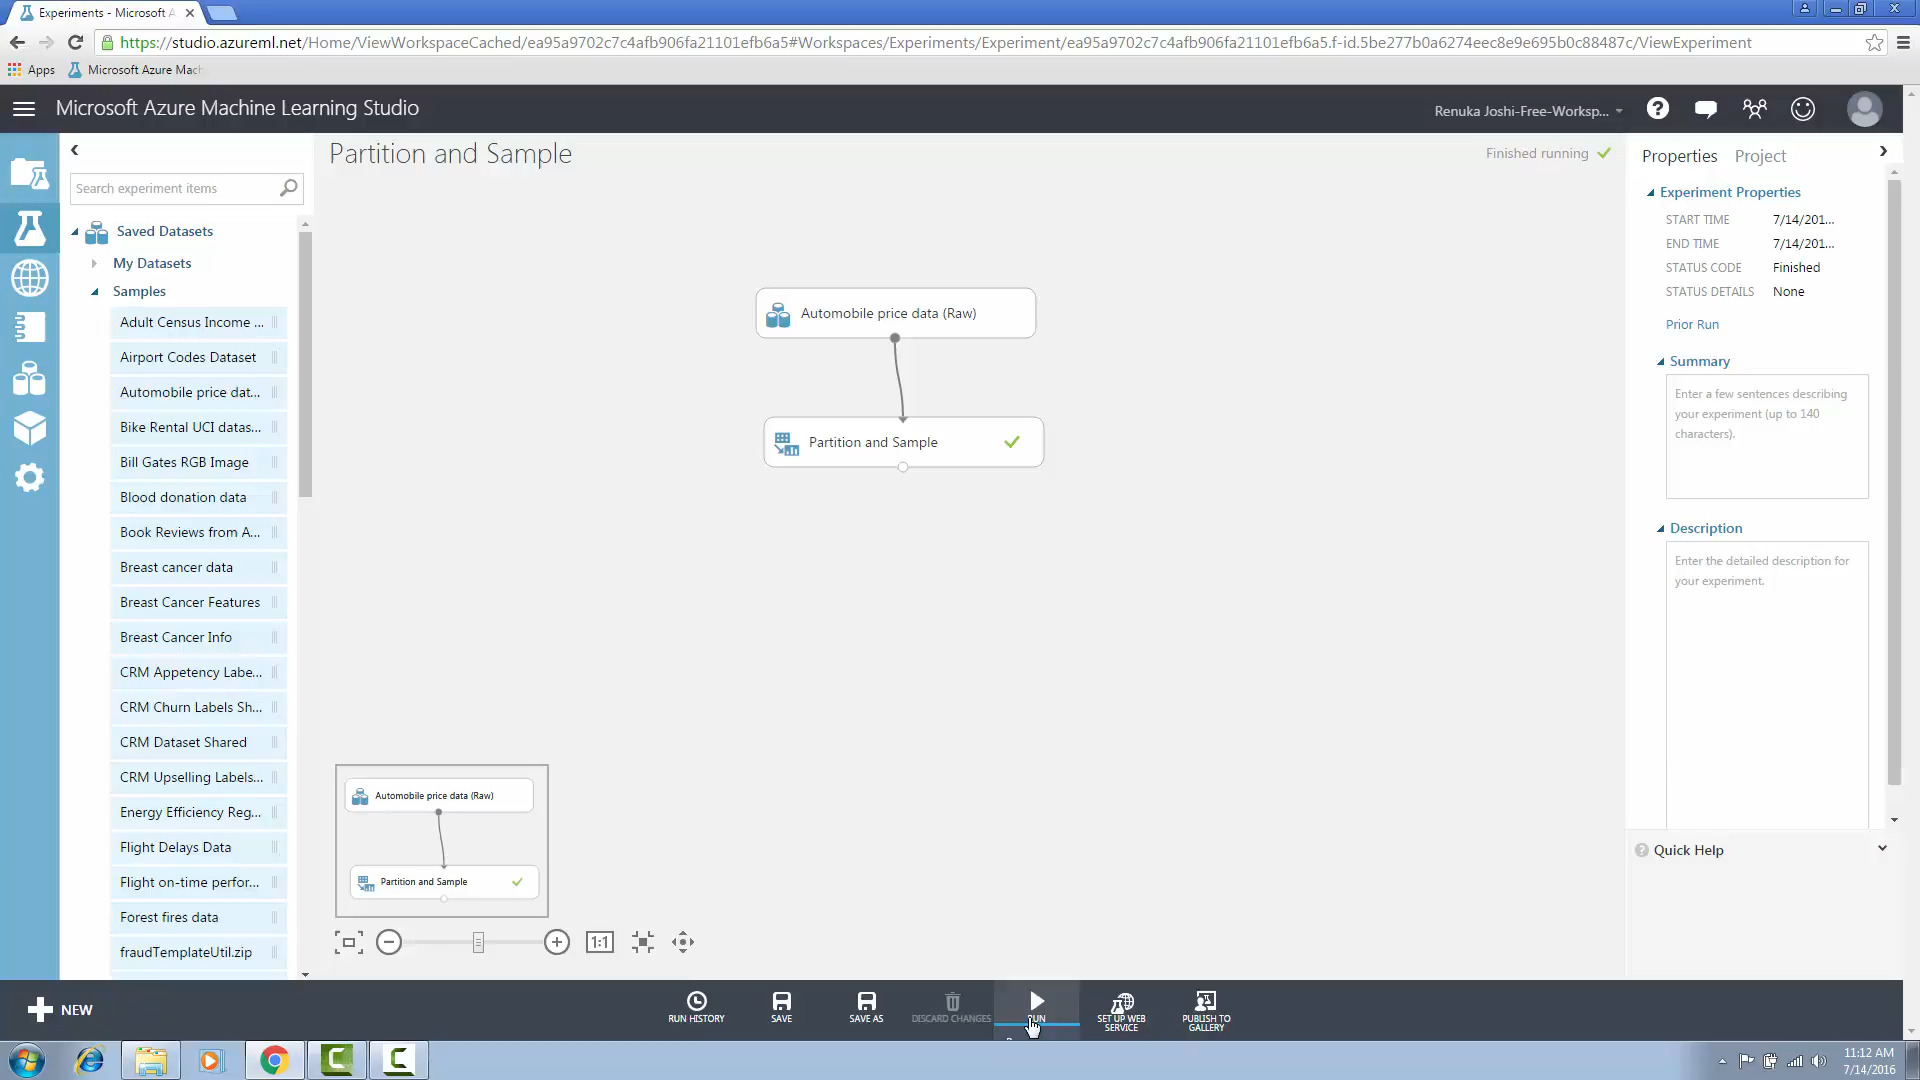 Experiments - Microsoft A
https://studio.azureml.net/Home/ViewWorkspaceCached/ea95a9702c7c4afb906fa21101efb6a5#Workspaces/Experiments/Experiment/ea95a9702c7c4afb906fa21101efb6a5.f-id.5be277b0a6274eec8e9e695b0c88487c/ViewExperiment
Apps
Microsoft Azure Mach
Microsoft Azure Machine Learning Studio
Renuka Joshi-Free-Worksp...
Search experiment items
Saved Datasets
My Datasets
Samples
Adult Census Income ...
Airport Codes Dataset
Automobile price dat...
Bike Rental UCI datas...
Bill Gates RGB Image
Blood donation data
Book Reviews from A...
Breast cancer data
Breast Cancer Features
Breast Cancer Info
CRM Appetency Labe...
CRM Churn Labels Sh...
CRM Dataset Shared
CRM Upselling Labels...
Energy Efficiency Reg...
Flight Delays Data
Flight on-time perfor...
Forest fires data
fraudTemplateUtil.zip
Partition and Sample
Finished running
Automobile price data (Raw)
Partition and Sample
Automobile price data (Raw)
Partition and Sample
1:1
Properties
Project
Experiment Properties
START TIME 7/14/201...
END TIME 7/14/201...
STATUS CODE Finished
STATUS DETAILS None
Prior Run
Summary
Enter a few sentences describing
your experiment (up to 140
characters).
Description
Enter the detailed description for
your experiment.
Quick Help
NEW
RUN HISTORY
SAVE
SAVE AS
DISCARD CHANGES
RUN
SET UP WEB
SERVICE
PUBLISH TO
GALLERY
11:12 AM
7/14/2016